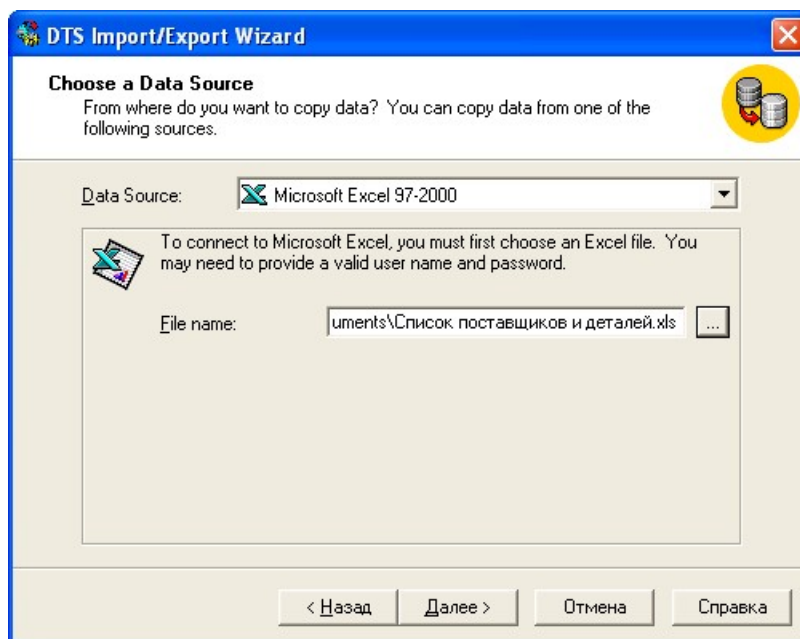 DTS Import/Export Wizard
Choose a Data Source
From where do you want to copy data? You can copy data from one of the
following sources.
Data Source: Microsoft Excel 97-2000
To connect to Microsoft Excel, you must first choose an Excel file. You
may need to provide a valid user name and password.
File name: uments\Список поставщиков и деталей.xls ...
< Назад Далее > Отмена Справка